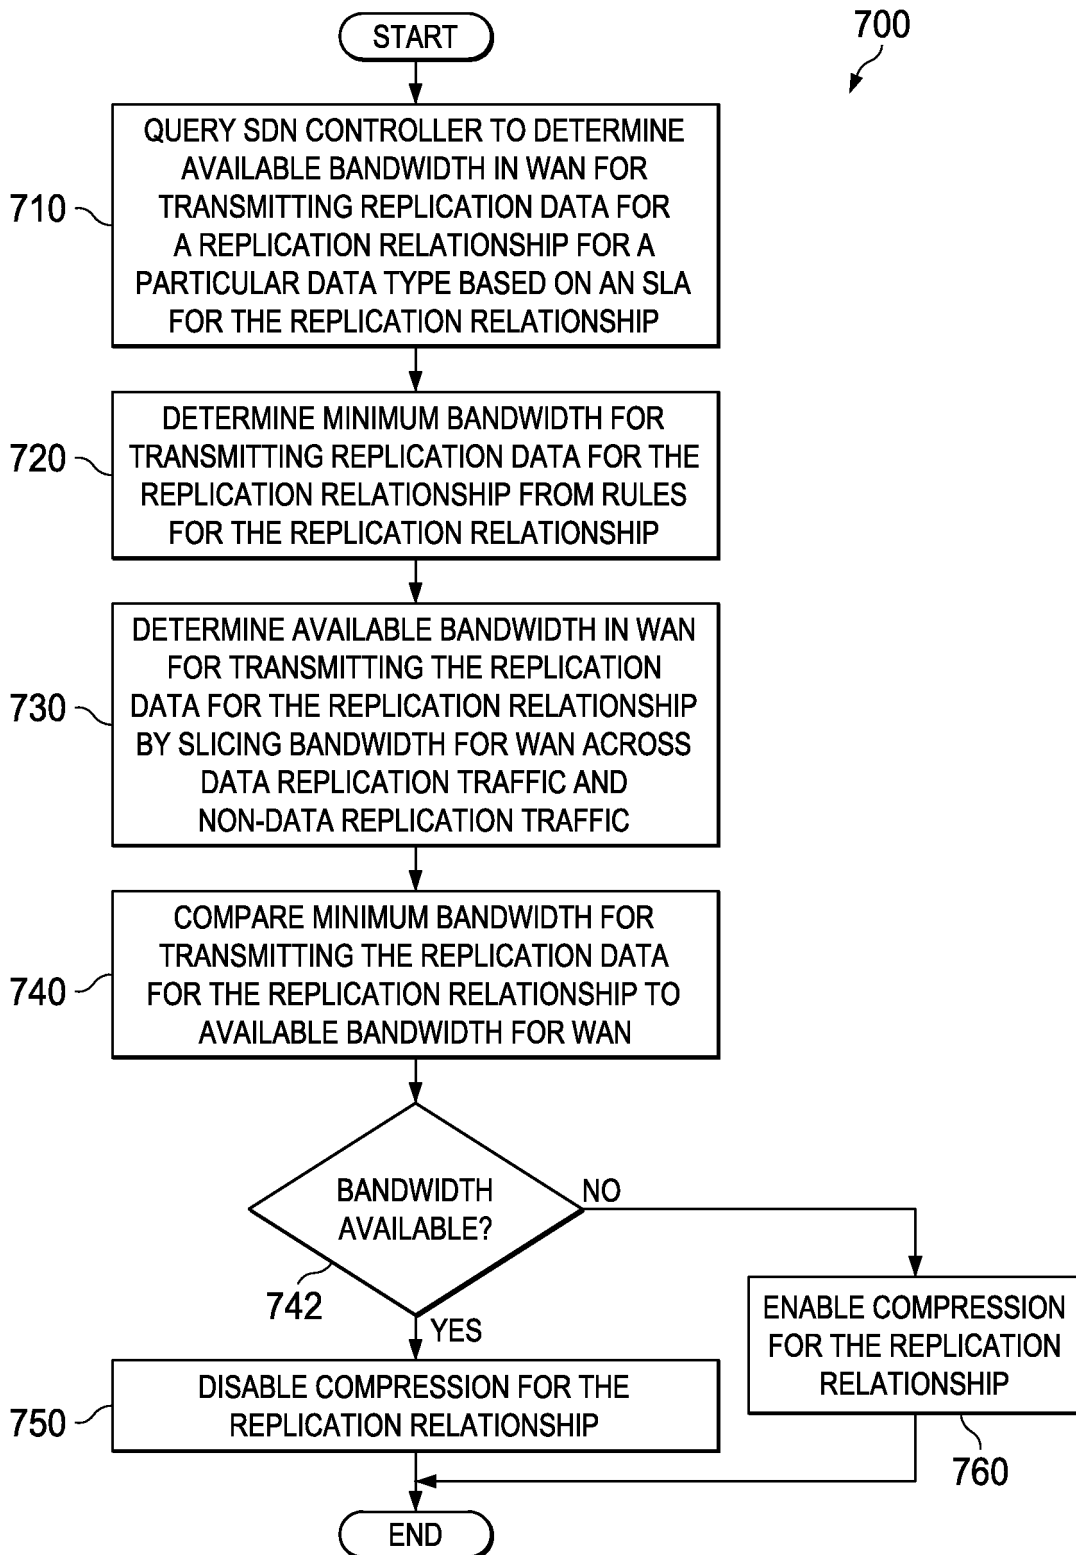 START
700
QUERY SDN CONTROLLER TO DETERMINE
AVAILABLE BANDWIDTH IN WAN FOR
TRANSMITTING REPLICATION DATA FOR
A REPLICATION RELATIONSHIP FOR A
PARTICULAR DATA TYPE BASED ON AN SLA
FOR THE REPLICATION RELATIONSHIP
710
DETERMINE MINIMUM BANDWIDTH FOR
TRANSMITTING REPLICATION DATA FOR THE
REPLICATION RELATIONSHIP FROM RULES
FOR THE REPLICATION RELATIONSHIP
720
DETERMINE AVAILABLE BANDWIDTH IN WAN
FOR TRANSMITTING THE REPLICATION
DATA FOR THE REPLICATION RELATIONSHIP
BY SLICING BANDWIDTH FOR WAN ACROSS
DATA REPLICATION TRAFFIC AND
NON-DATA REPLICATION TRAFFIC
730
COMPARE MINIMUM BANDWIDTH FOR
TRANSMITTING THE REPLICATION DATA
FOR THE REPLICATION RELATIONSHIP TO
AVAILABLE BANDWIDTH FOR WAN
740
BANDWIDTH
AVAILABLE?
742
NO
YES
ENABLE COMPRESSION
FOR THE REPLICATION
RELATIONSHIP
760
DISABLE COMPRESSION FOR THE
REPLICATION RELATIONSHIP
750
END